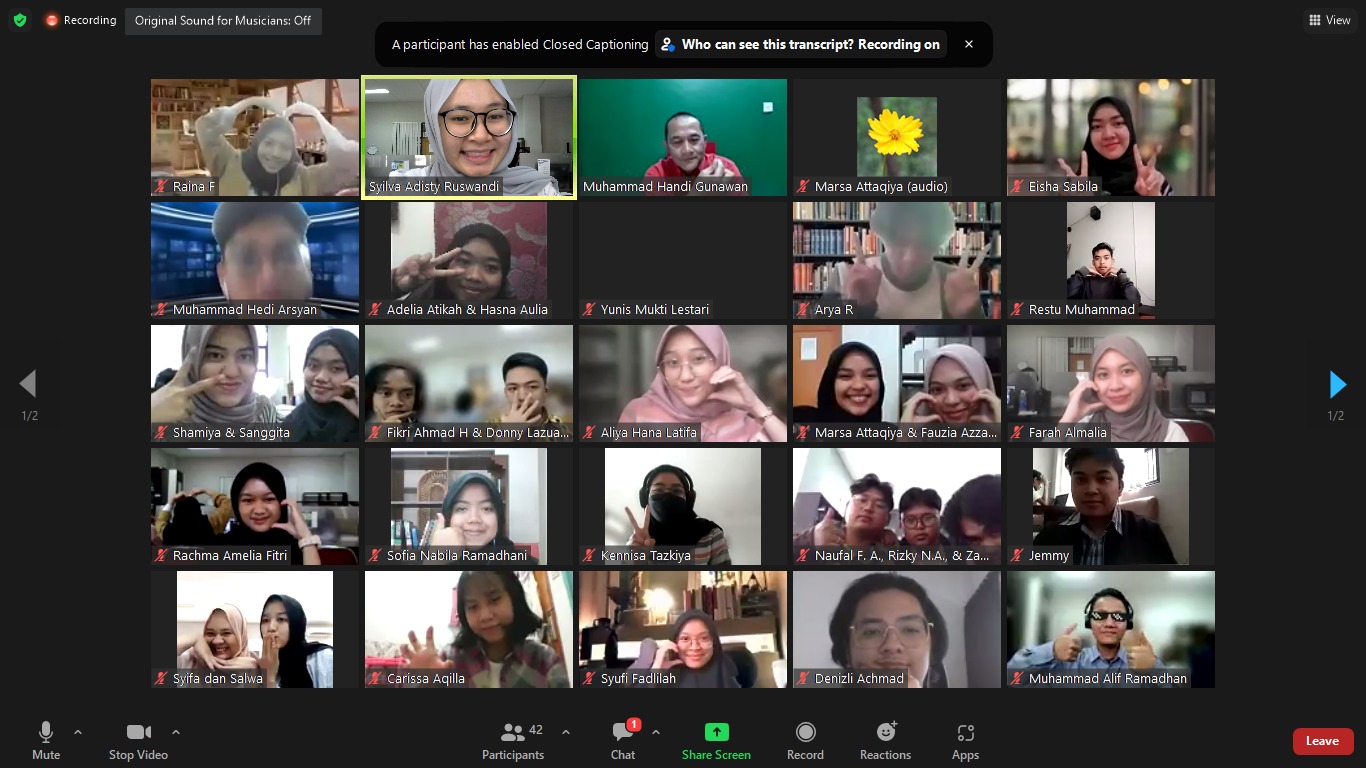 Recording
Original Sound for Musicians: Off
A participant has enabled Closed Captioning
Who can see this transcript? Recording on
View
Raina F
Syilva Adisty Ruswandi
Muhammad Handi Gunawan
Marsa Attaqiya (audio)
Eisha Sabila
Muhammad Hedi Arsyan
Adelia Atikah & Hasna Aulia
Yunis Mukti Lestari
Arya R
Restu Muhammad
1/2
1/2
Shamiya & Sanggita
Fikri Ahmad H & Donny Lazua...
Aliya Hana Latifa
Marsa Attaqiya & Fauzia Azza...
Farah Almalia
Rachma Amelia Fitri
Sofia Nabila Ramadhani
Kennisa Tazkiya
Naufal F. A., Rizky N.A., & Za...
Jemmy
Syifa dan Salwa
Carissa Aqilla
Syufi Fadlilah
Denizli Achmad
Muhammad Alif Ramadhan
Mute
Stop Video
42
Participants
1
Chat
Share Screen
Record
Reactions
Apps
Leave